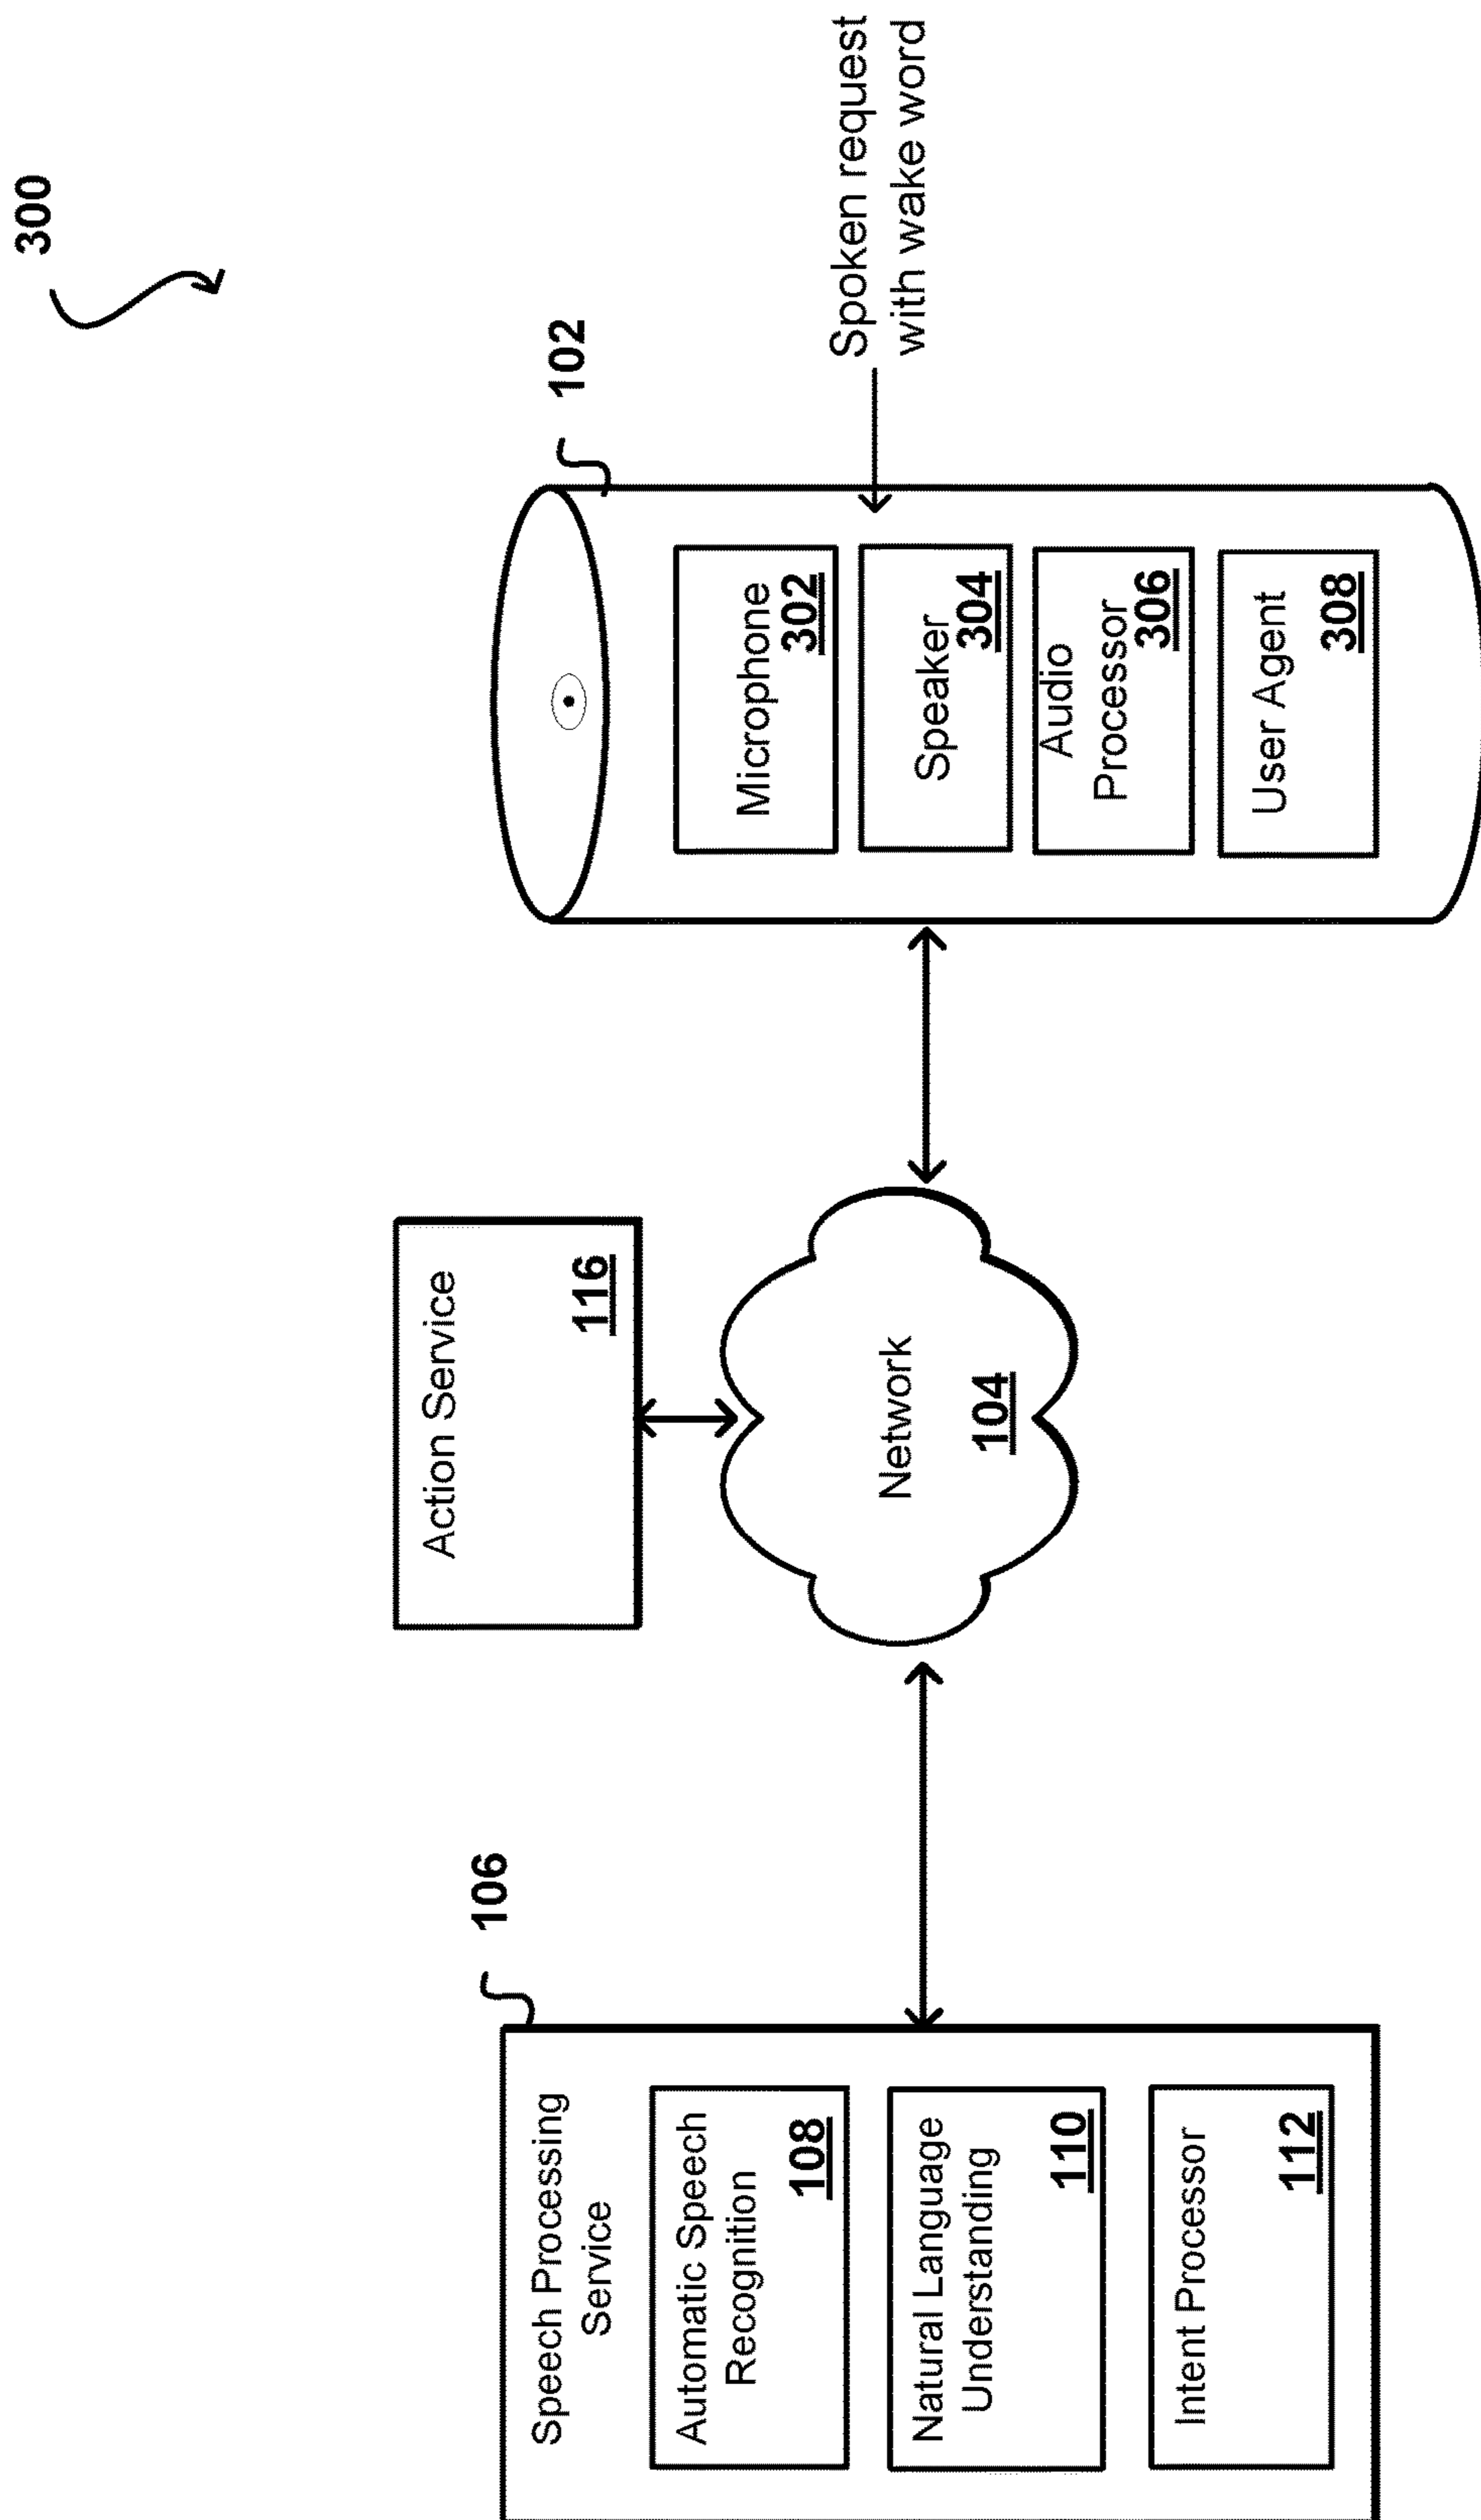 300
106
Speech Processing
Service
Automatic Speech
Recognition
108
Natural Language
Understanding
110
Intent Processor
112
Action Service
116
Network
104
102
Microphone
302
Speaker
304
Audio
Processor
306
User Agent
308
Spoken request
with wake word